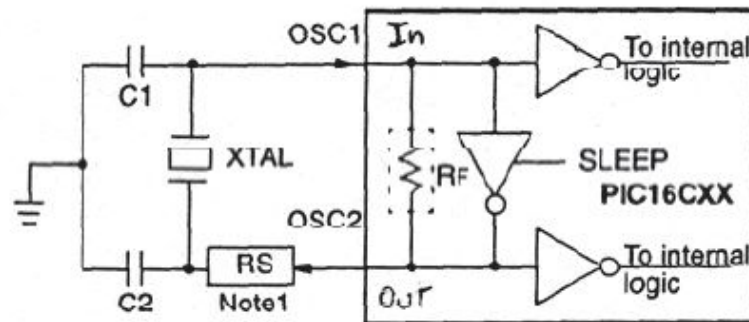 OSC1
In
To internal
logic
C1
XTAL
RF
SLEEP
PIC16CXX
OSC2
RS
To internal
logic
C2
Note1
OUT